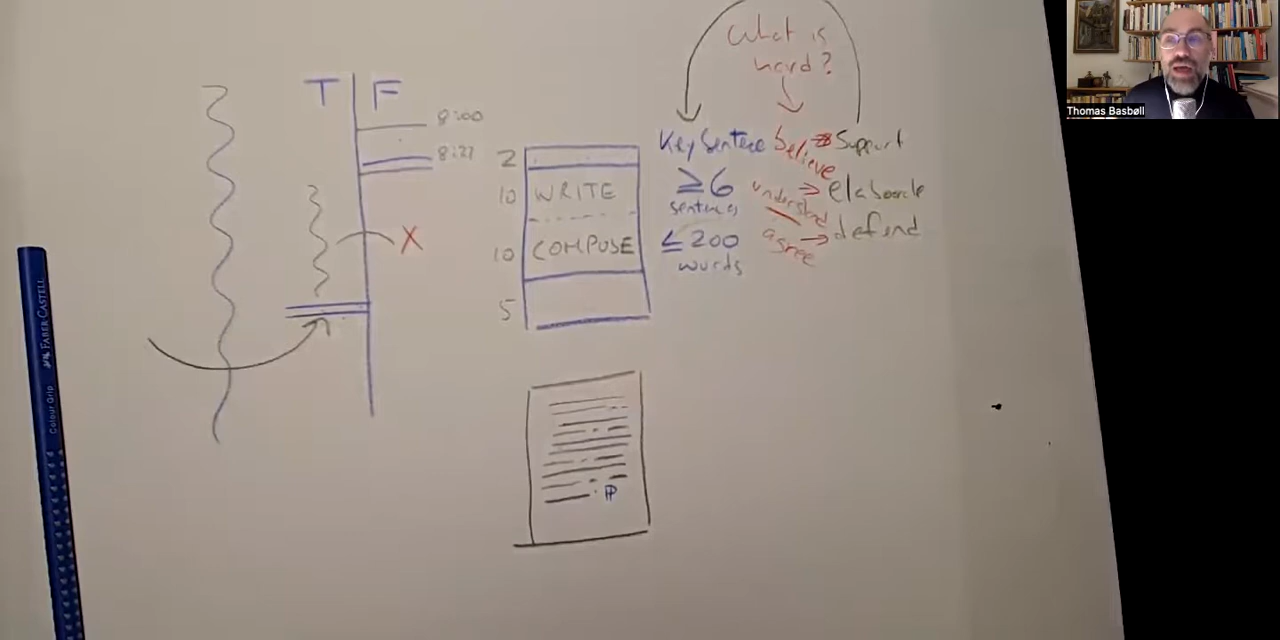 What is
hard?
T F
8:00
8:27
Key Sentence believe Support
2
≥6
sentences
understand ⇒ elaborate
10 WRITE
agree → defend
≤ 200
words
10 COMPOSE
X
5
FABER CASTELL
Colour Grip
Thomas Basbøll